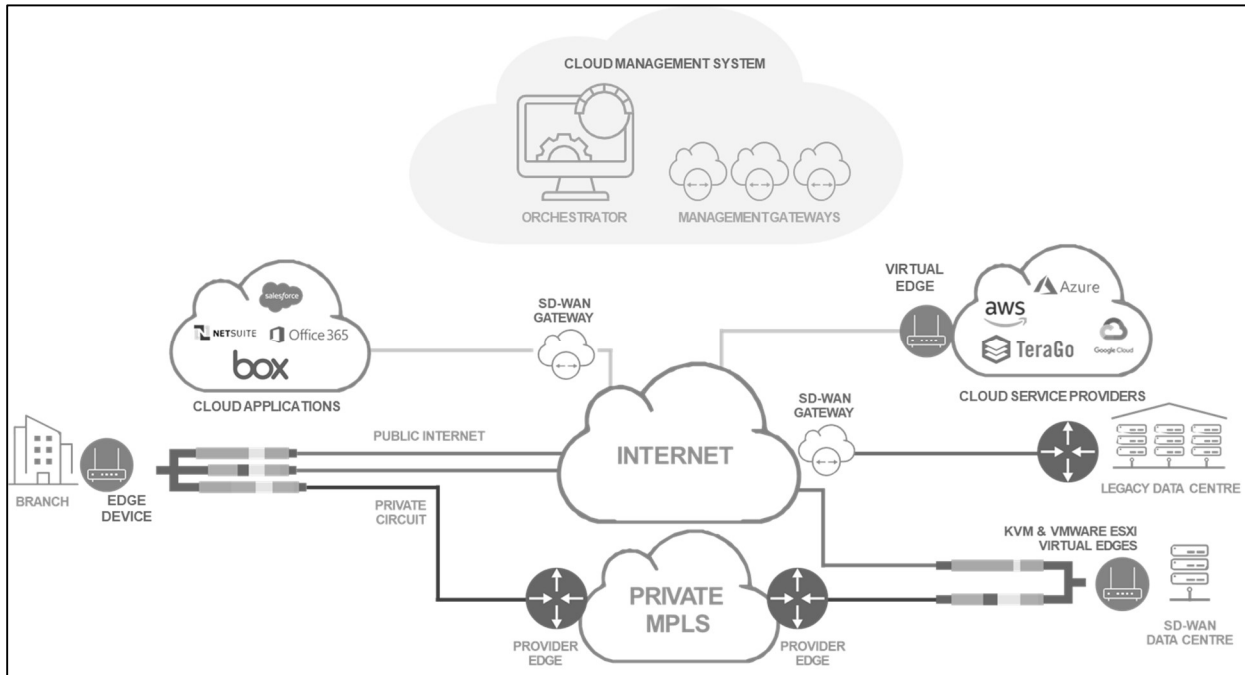 CLOUD MANAGEMENT SYSTEM
ORCHESTRATOR
MANAGEMENT GATEWAYS
salesforce
NETSUITE
Office 365
box
CLOUD APPLICATIONS
SD-WAN
GATEWAY
VIRTUAL
EDGE
Azure
aws
TeraGo
Google Cloud
CLOUD SERVICE PROVIDERS
SD-WAN
GATEWAY
PUBLIC INTERNET
INTERNET
BRANCH
EDGE
DEVICE
PRIVATE
CIRCUIT
LEGACY DATA CENTRE
KVM & VMWARE ESXI
VIRTUAL EDGES
PRIVATE
MPLS
PROVIDER
EDGE
PROVIDER
EDGE
SD-WAN
DATA CENTRE